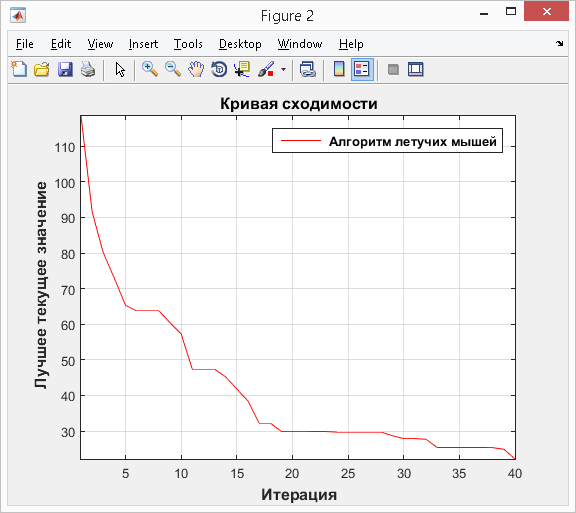 Figure 2
File Edit View Insert Tools Desktop Window Help
Кривая сходимости
Алгоритм летучих мышей
Лучшее текущее значение
110
100
90
80
70
60
50
40
30
5 10 15 20 25 30 35 40
Итерация